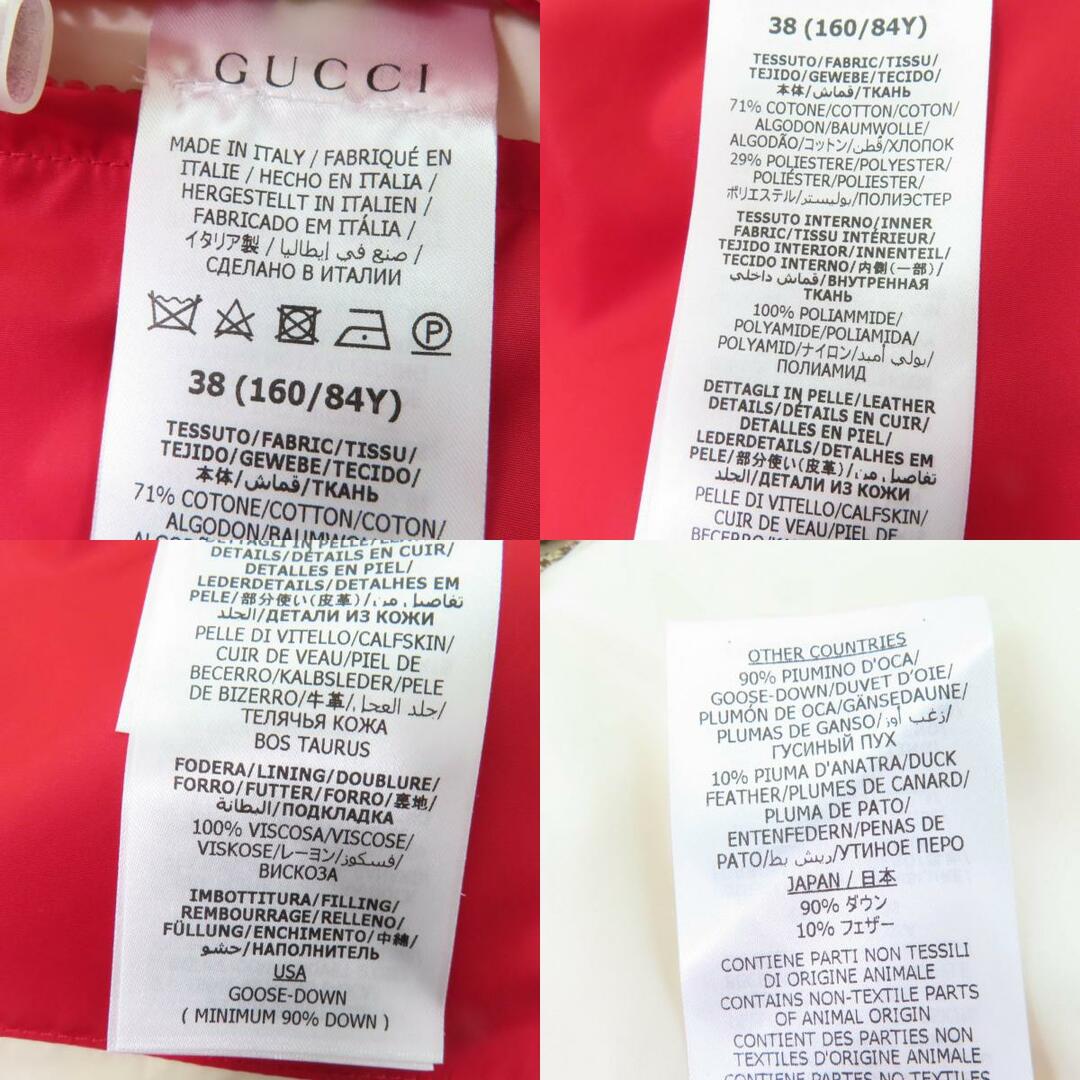 GUCCI
MADE IN ITALY / FABRIQUÉ EN
ITALIE / HECHO EN ITALIA /
HERGESTELLT IN ITALIEN /
FABRICADO EM ITÁLIA /
イタリア製 / صنع في إيطاليا /
СДЕЛАНО В ИТАЛИИ
P
38 (160/84Y)
TESSUTO/FABRIC/TISSU/
TEJIDO/GEWEBE/TECIDO/
本体/قماش/ТКАНЬ
71% COTONE/COTTON/COTON/
38 (160/84Y)
TESSUTO/FABRIC/TISSU/
TEJIDO/GEWEBE/TECIDO/
本体/قماش/ТКАНЬ
71% COTONE/COTTON/COTON/
ALGODON/BAUMWOLLE/
ALGODÃO/コットン/قطن/ХЛОПОК
29% POLIESTERE/POLYESTER/
POLIÉSTER/POLIESTER/
ポリエステル/بوليستر/ПОЛИЭСТЕР
TESSUTO INTERNO/INNER
FABRIC/TISSU INTÉRIEUR/
TEJIDO INTERIOR/INNENTEIL/
TECIDO INTERNO/内側(一部)/
قماش داخلي/ВНУТРЕННАЯ
ТКАНЬ
100% POLIAMMIDE/
POLYAMIDE/POLIAMIDA/
POLYAMID/ナイロン/بولي أميد/
ПОЛИАМИД
DETTAGLI IN PELLE/LEATHER
DETAILS/DÉTAILS EN CUIR/
DETALLES EN PIEL/
LEDERDETAILS/DETALHES EM
PELE/部分使い(皮革)/تفاصيل من
الجلد/ДЕТАЛИ ИЗ КОЖИ
PELLE DI VITELLO/CALFSKIN/
CUIR DE VEAU/PIEL DE
DETAILS/DÉTAILS EN CUIR/
DETALLES EN PIEL/
LEDERDETAILS/DETALHES EM
PELE/部分使い(皮革)/تفاصيل من
الجلد/ДЕТАЛИ ИЗ КОЖИ
PELLE DI VITELLO/CALFSKIN/
CUIR DE VEAU/PIEL DE
BECERRO/KALBSLEDER/PELE
DE BIZERRO/牛革/جلد العجل/
ТЕЛЯЧЬЯ КОЖА
BOS TAURUS
FODERA/LINING/DOUBLURE/
FORRO/FUTTER/FORRO/裏地/
البطانة/ПОДКЛАДКА
100% VISCOSA/VISCOSE/
VISKOSE/レーヨン/فسكوز/
ВИСКОЗА
IMBOTTITURA/FILLING/
REMBOURRAGE/RELLENO/
FÜLLUNG/ENCHIMENTO/中綿/
حشو/НАПОЛНИТЕЛЬ
USA
GOOSE-DOWN
( MINIMUM 90% DOWN )
OTHER COUNTRIES
90% PIUMINO D'OCA/
GOOSE-DOWN/DUVET D'OIE/
PLUMÓN DE OCA/GÄNSEDAUNE/
PLUMAS DE GANSO/زغب أوز/
ГУСИНЫЙ ПУХ
10% PIUMA D'ANATRA/DUCK
FEATHER/PLUMES DE CANARD/
PLUMA DE PATO/
ENTENFEDERN/PENAS DE
PATO/ريش بط/УТИНОЕ ПЕРО
JAPAN / 日本
90% ダウン
10% フェザー
CONTIENE PARTI NON TESSILI
DI ORIGINE ANIMALE
CONTAINS NON-TEXTILE PARTS
OF ANIMAL ORIGIN
CONTIENT DES PARTIES NON
TEXTILES D'ORIGINE ANIMALE